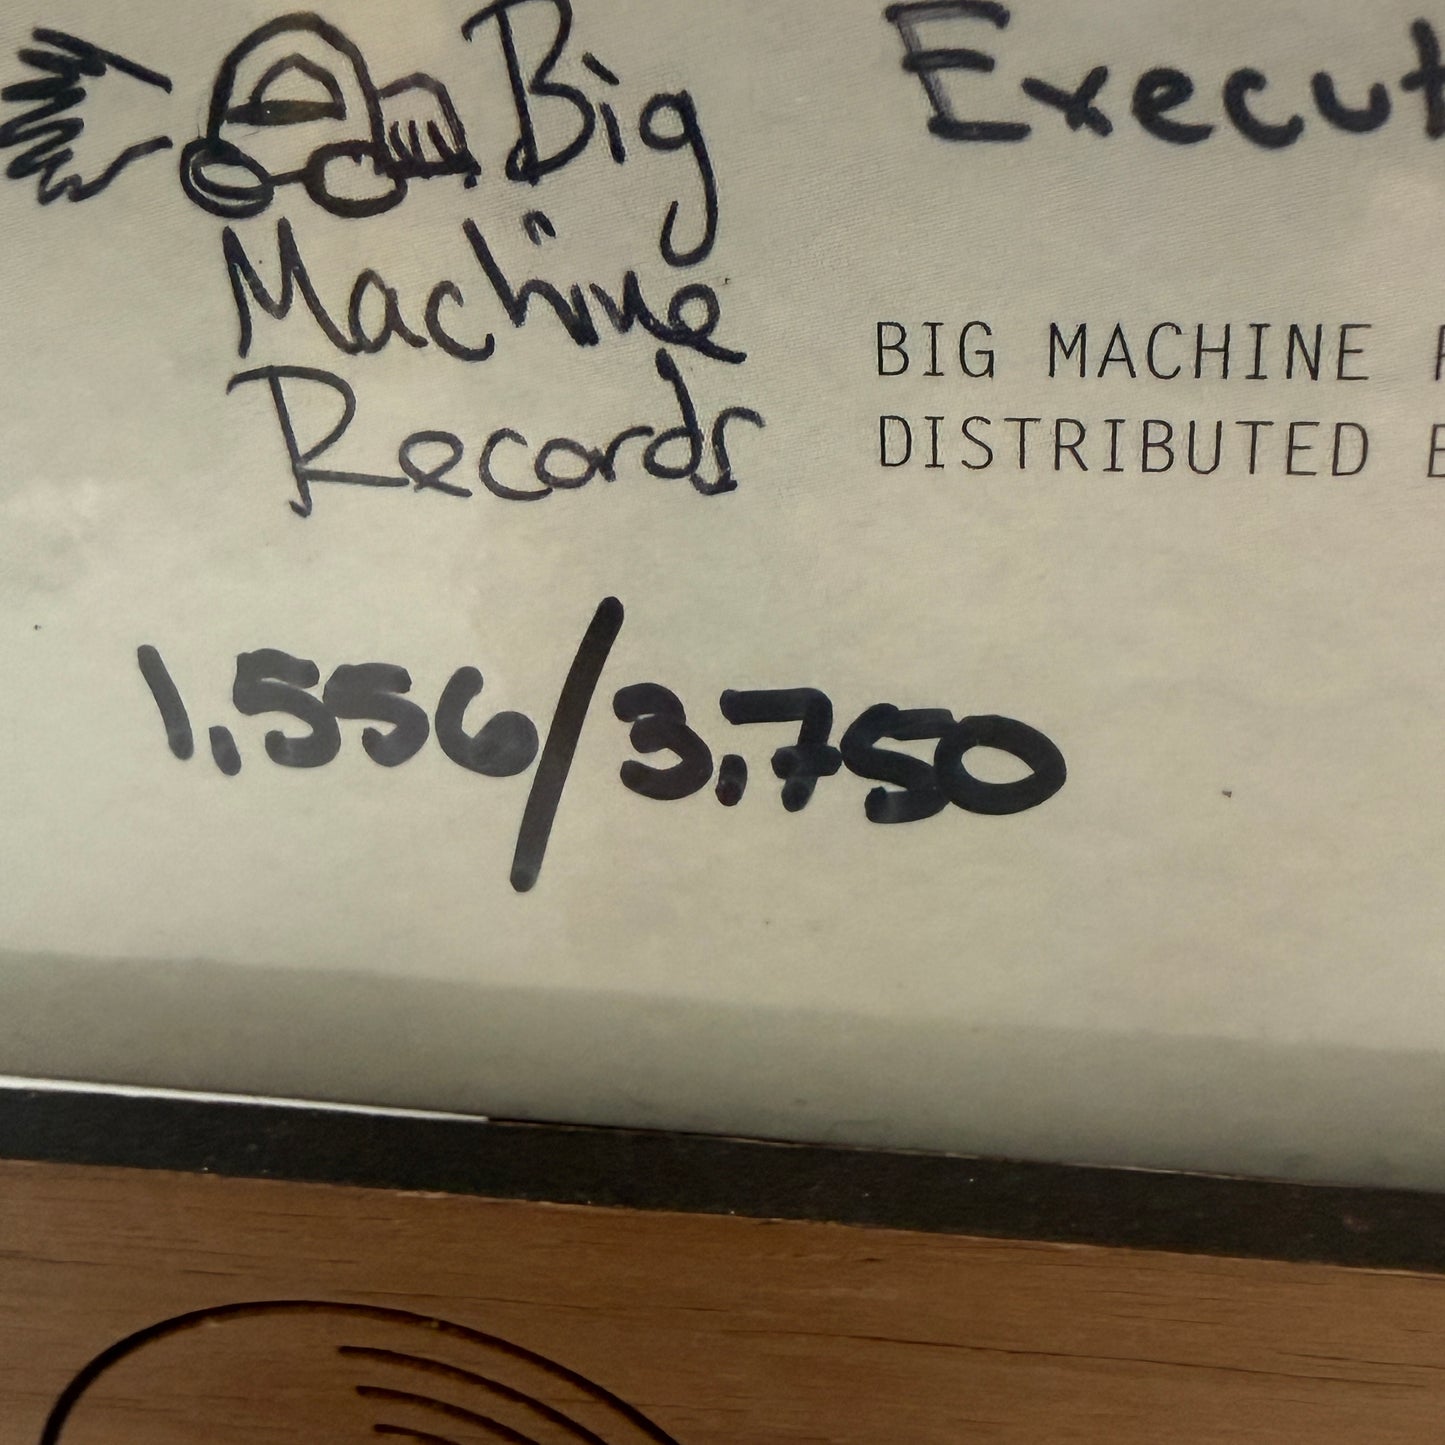 Big
Machine
Records
Execut
BIG MACHINE
DISTRIBUTED
1,556/3,750